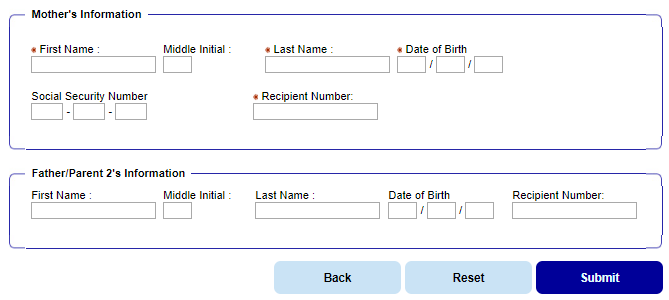 Mother's Information
* First Name : Middle Initial : * Last Name : * Date of Birth
/ /
Social Security Number * Recipient Number:
- -
Father/Parent 2's Information
First Name : Middle Initial : Last Name : Date of Birth Recipient Number:
/ /
Back Reset Submit